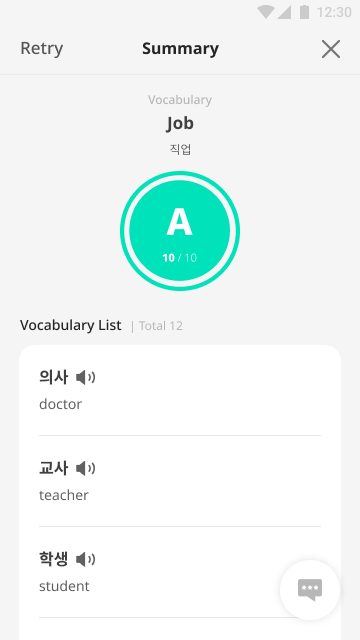 12:30
Retry Summary
Vocabulary
Job
직업
A
10 / 10
Vocabulary List | Total 12
의사
doctor
교사
teacher
학생
student